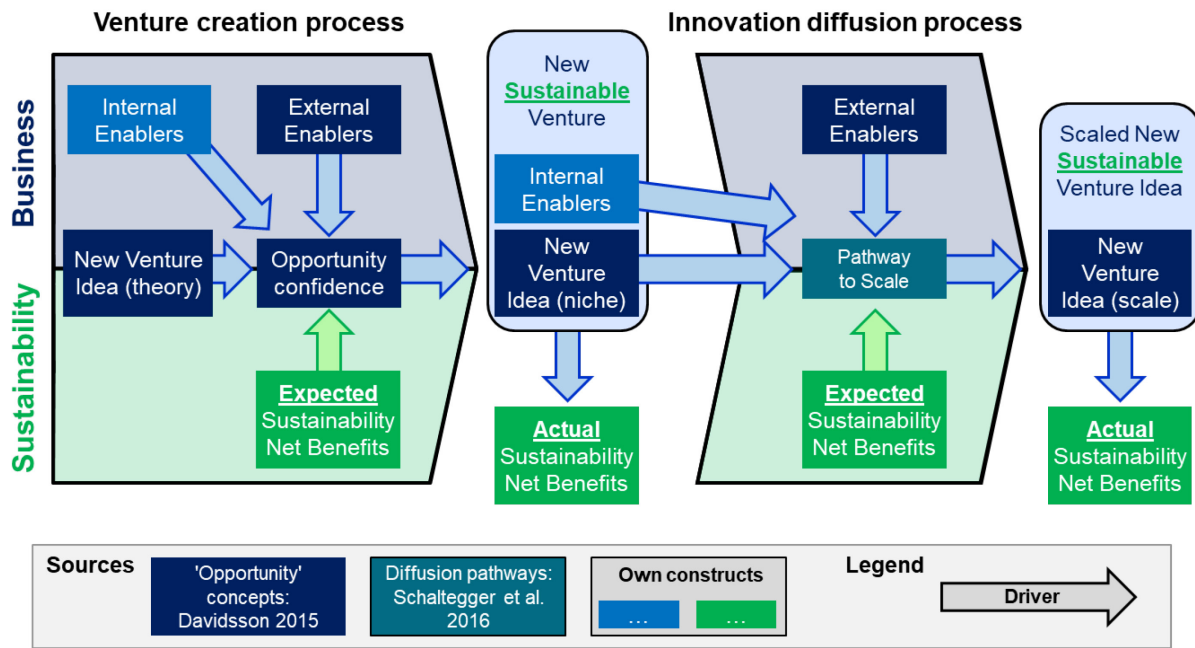 Venture creation process
Innovation diffusion process
Business
Sustainability
Internal
Enablers
External
Enablers
New Venture
Idea (theory)
Opportunity
confidence
Expected
Sustainability
Net Benefits
New
Sustainable
Venture
Internal
Enablers
New
Venture
Idea (niche)
Actual
Sustainability
Net Benefits
External
Enablers
Pathway
to Scale
Expected
Sustainability
Net Benefits
Scaled New
Sustainable
Venture Idea
New
Venture
Idea (scale)
Actual
Sustainability
Net Benefits
Sources
'Opportunity'
concepts:
Davidsson 2015
Diffusion pathways:
Schaltegger et al.
2016
Own constructs
...
...
Legend
Driver